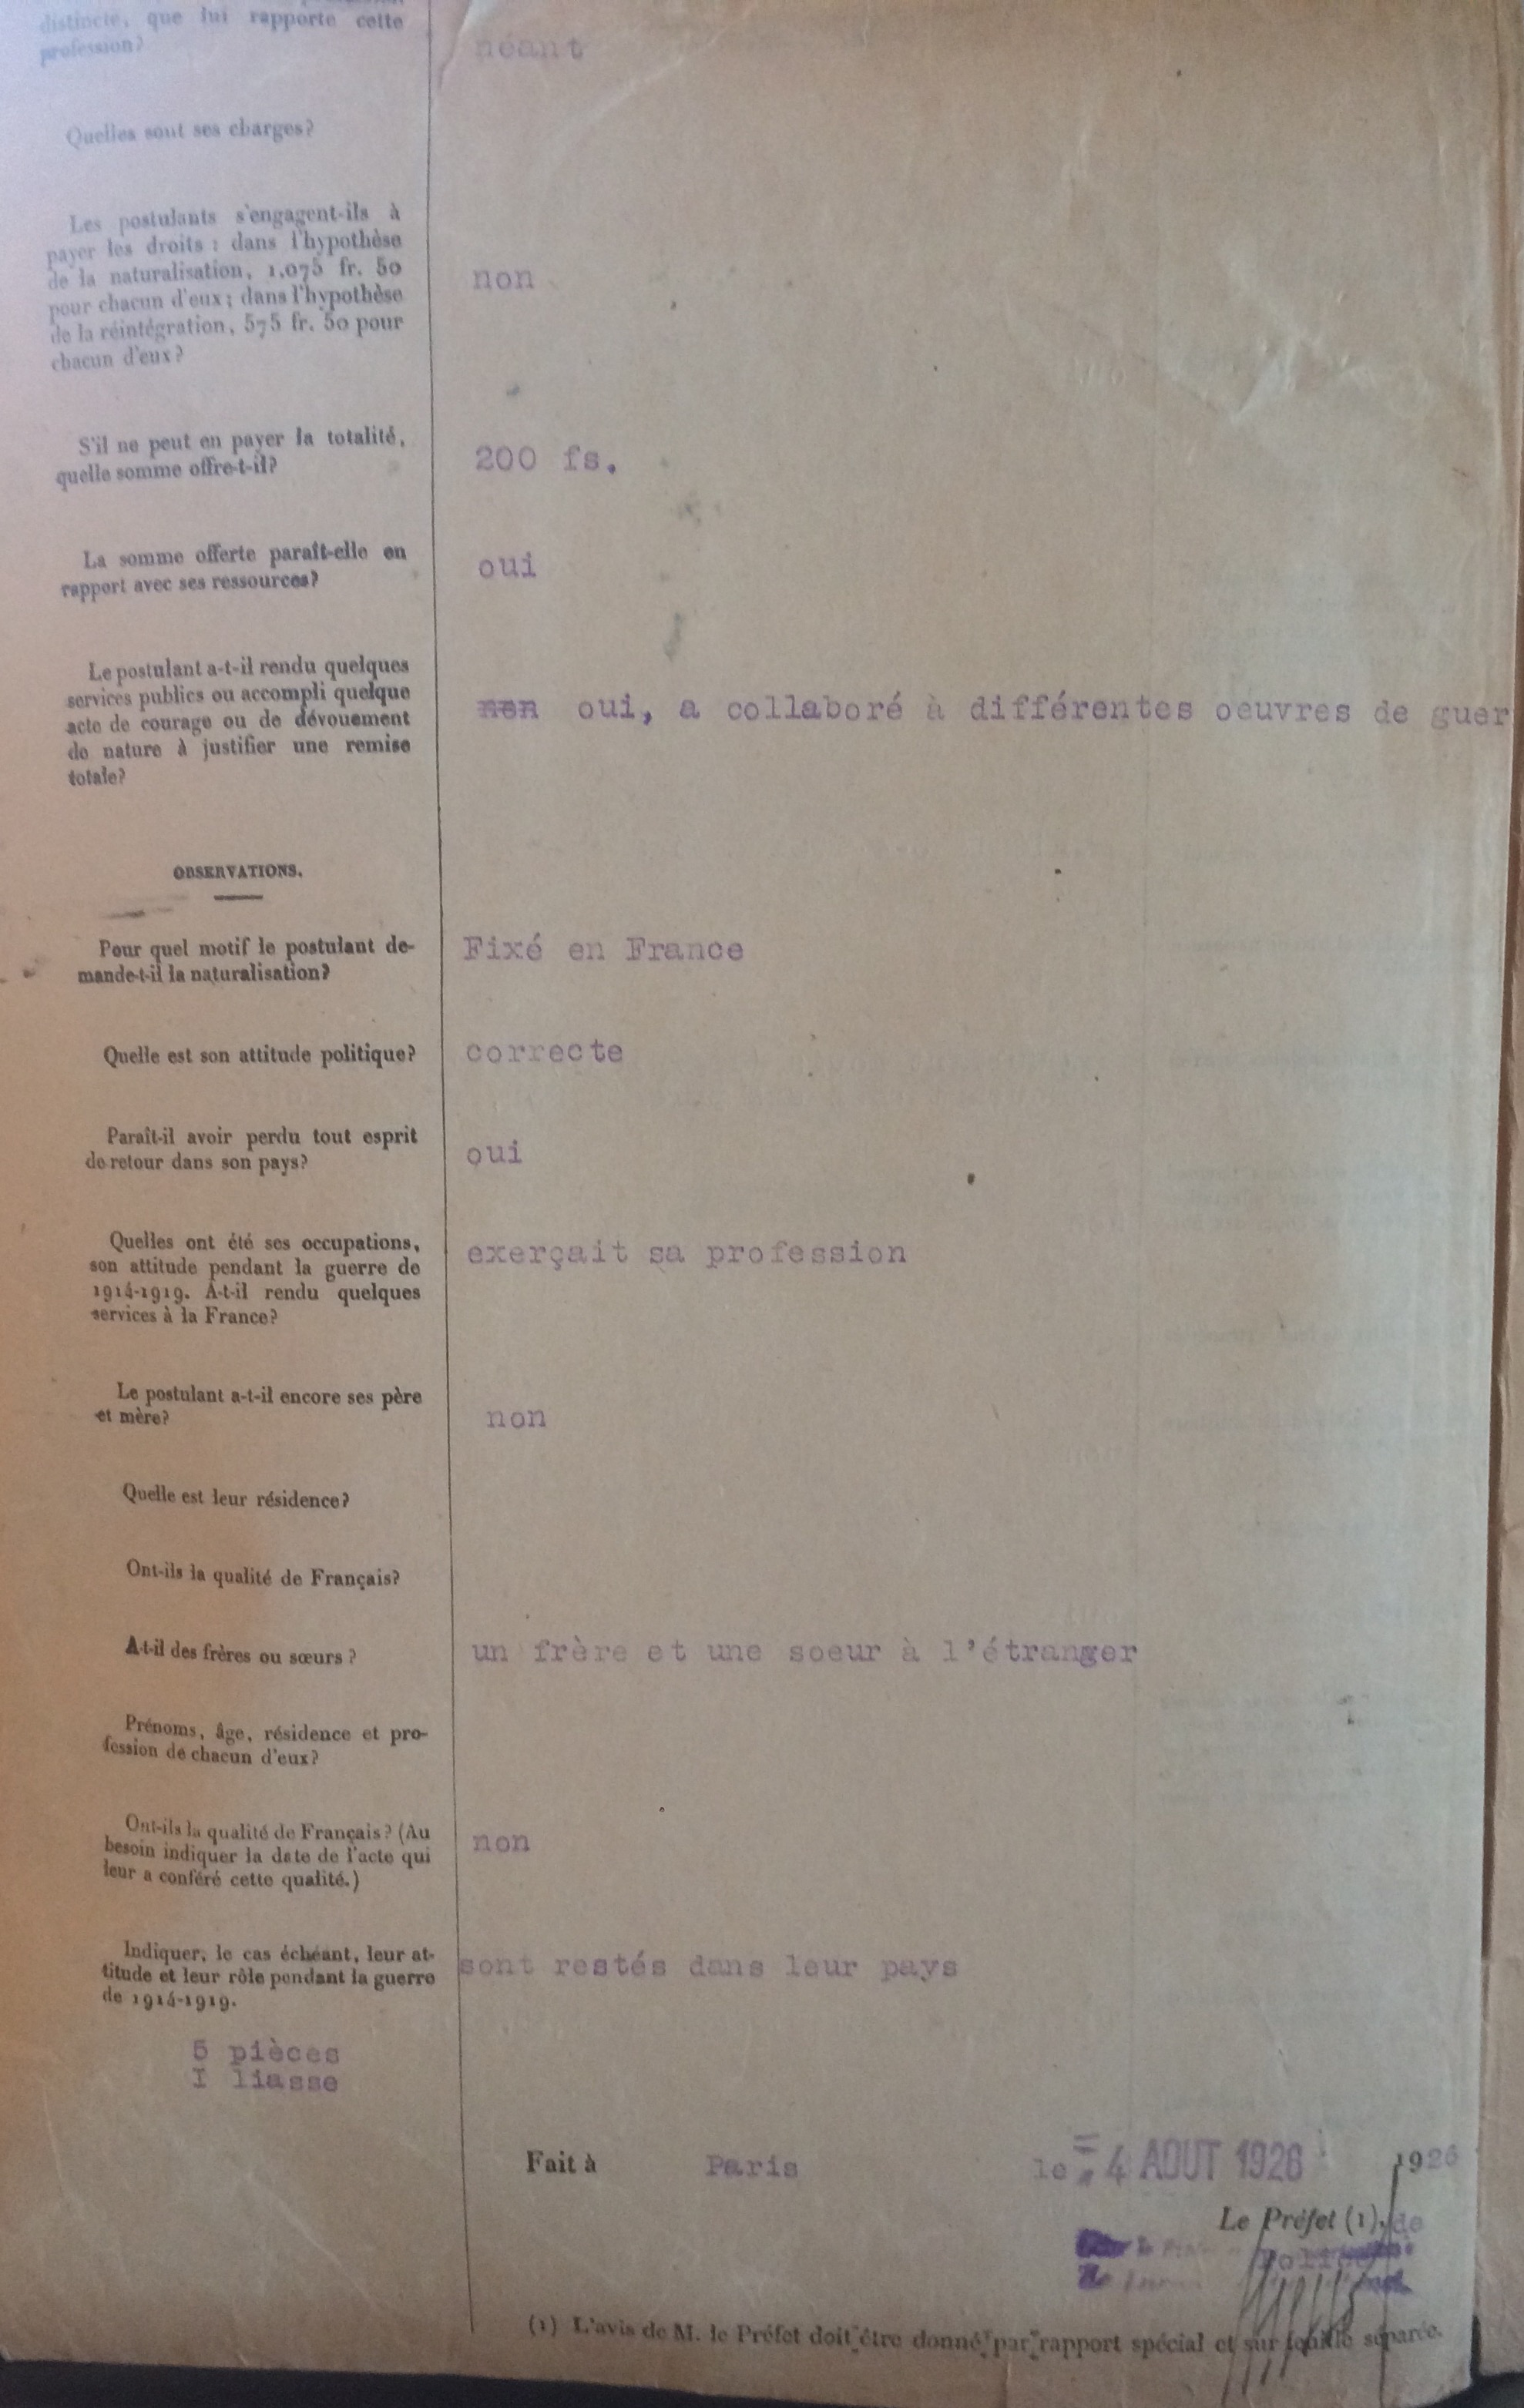 distincte, que lui rapporte cette
profession?
néant
Quelles sont ses charges?
Les postulants s'engagent-ils à
payer les droits : dans l'hypothèse
de la naturalisation, 1.075 fr. 50
pour chacun d'eux; dans l'hypothèse
de la réintégration, 575 fr. 50 pour
chacun d'eux?
non
S'il ne peut en payer la totalité,
quelle somme offre-t-il?
200 fs.
La somme offerte paraît-elle en
rapport avec ses ressources?
oui
Le postulant a-t-il rendu quelques
services publics ou accompli quelque
acte de courage ou de dévouement
de nature à justifier une remise
totale?
non oui, a collaboré à différentes oeuvres de guer
OBSERVATIONS.
Pour quel motif le postulant de-
mande-t-il la naturalisation?
Fixé en France
Quelle est son attitude politique?
correcte
Paraît-il avoir perdu tout esprit
de retour dans son pays?
oui
Quelles ont été ses occupations,
son attitude pendant la guerre de
1914-1919. A-t-il rendu quelques
services à la France?
exerçait sa profession
Le postulant a-t-il encore ses père
et mère?
non
Quelle est leur résidence?
Ont-ils la qualité de Français?
A-t-il des frères ou sœurs ?
un frère et une soeur à l'étranger
Prénoms, âge, résidence et pro-
fession de chacun d'eux?
Ont-ils la qualité de Français? (Au
besoin indiquer la date de l'acte qui
leur a conféré cette qualité.)
non
Indiquer, le cas échéant, leur at-
titude et leur rôle pendant la guerre
de 1914-1919.
sont restés dans leur pays
5 pièces
I liasse
Fait à Paris le 4 AOUT 1926 1926
Le Préfet (1), de
Police
(1) L'avis de M. le Préfet doit être donné par rapport spécial et sur feuille séparée.